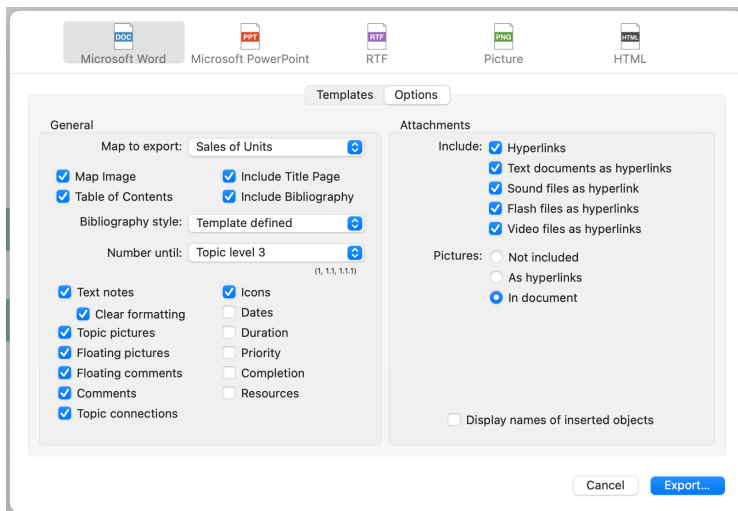 DOC PPT RTF PNG HTML
Microsoft Word Microsoft PowerPoint RTF Picture HTML
Templates Options
General
Map to export: Sales of Units
Map Image Include Title Page
Table of Contents Include Bibliography
Bibliography style: Template defined
Number until: Topic level 3
(1, 1.1, 1.1.1)
Text notes Icons
Clear formatting Dates
Topic pictures Duration
Floating pictures Priority
Floating comments Completion
Comments Resources
Topic connections
Attachments
Include: Hyperlinks
Text documents as hyperlinks
Sound files as hyperlink
Flash files as hyperlinks
Video files as hyperlinks
Pictures: Not included
As hyperlinks
In document
Display names of inserted objects
Cancel Export...